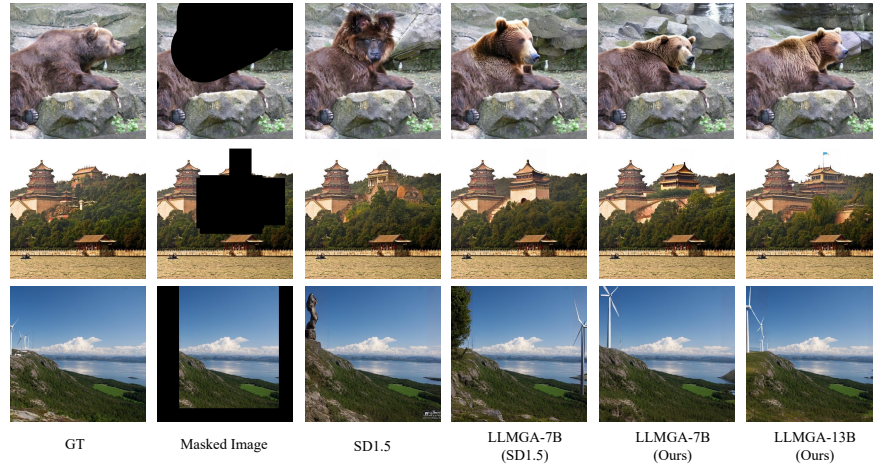 GT
Masked Image
SD1.5
LLMGA-7B
(SD1.5)
LLMGA-7B
(Ours)
LLMGA-13B
(Ours)